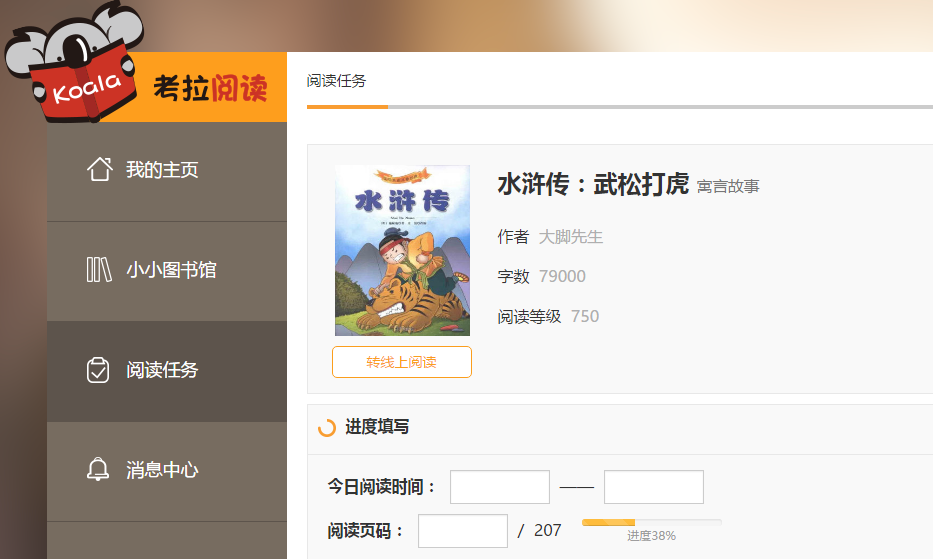 Koala
考拉阅读
我的主页
小小图书馆
阅读任务
消息中心
阅读任务
水浒传
水浒传：武松打虎 寓言故事
作者 大脚先生
字数 79000
阅读等级 750
转线上阅读
进度填写
今日阅读时间： ——
阅读页码： / 207
进度38%